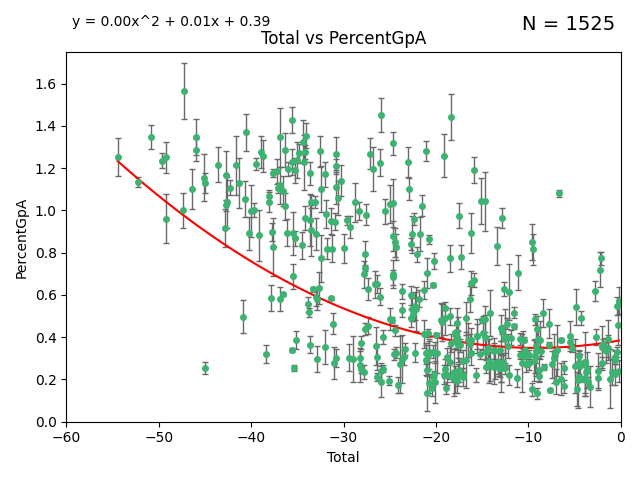 y = 0.00x^2 + 0.01x + 0.39
N = 1525
Total vs PercentGpA
PercentGpA
1.6
1.4
1.2
1.0
0.8
0.6
0.4
0.2
0.0
−60 −50 −40 −30 −20 −10 0
Total